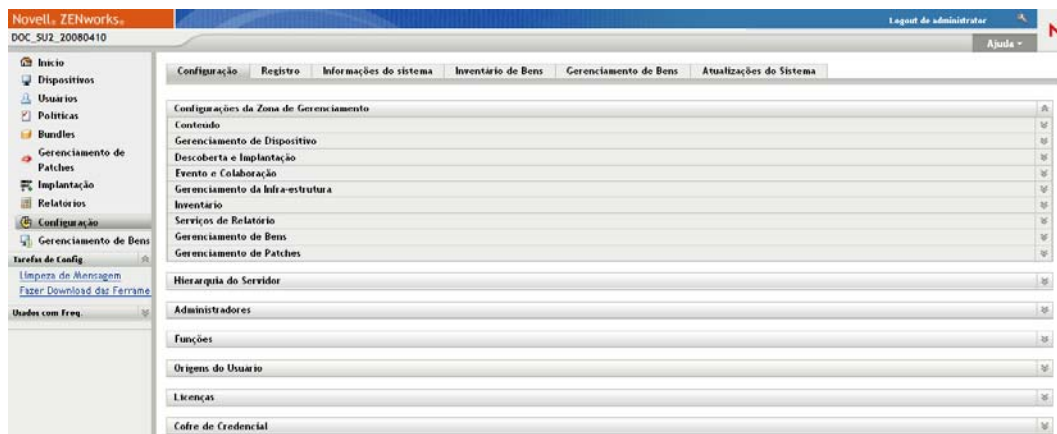 Novell® ZENworks®
Logout de administrator
DOC_SU2_20080410
Ajuda
Início
Dispositivos
Usuários
Políticas
Bundles
Gerenciamento de
Patches
Implantação
Relatórios
Configuração
Gerenciamento de Bens
Tarefas de Config
Limpeza de Mensagem
Fazer Download das Ferrame
Usados com Freq.
Configuração
Registro
Informações do sistema
Inventário de Bens
Gerenciamento de Bens
Atualizações do Sistema
Configurações da Zona de Gerenciamento
Conteúdo
Gerenciamento de Dispositivo
Descoberta e Implantação
Evento e Colaboração
Gerenciamento da Infra-estrutura
Inventário
Serviços de Relatório
Gerenciamento de Bens
Gerenciamento de Patches
Hierarquia do Servidor
Administradores
Funções
Origens do Usuário
Licenças
Cofre de Credencial